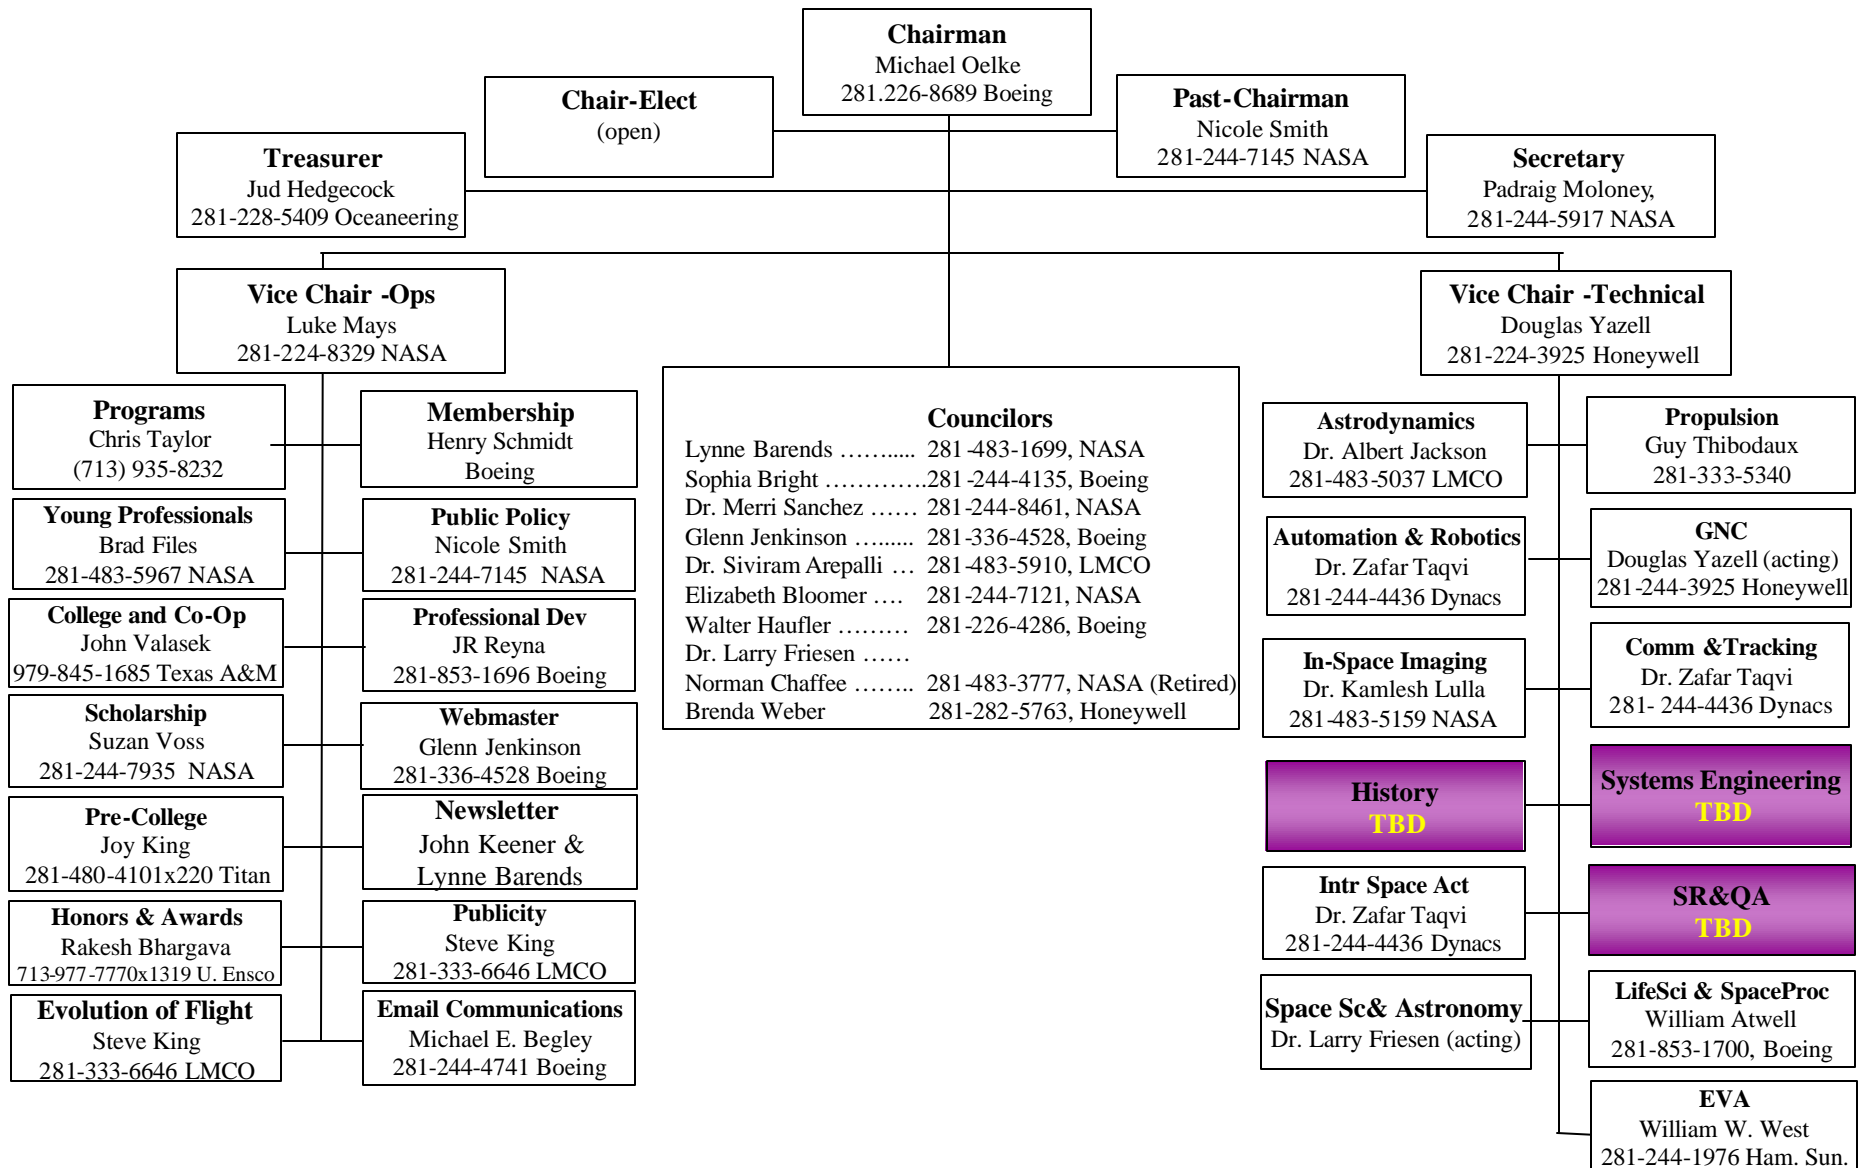 Chairman
Michael Oelke
281.226-8689 Boeing
Chair-Elect
(open)
Past-Chairman
Nicole Smith
281-244-7145 NASA
Treasurer
Jud Hedgecock
281-228-5409 Oceaneering
Secretary
Padraig Moloney,
281-244-5917 NASA
Vice Chair -Ops
Luke Mays
281-224-8329 NASA
Vice Chair -Technical
Douglas Yazell
281-224-3925 Honeywell
Programs
Chris Taylor
(713) 935-8232
Membership
Henry Schmidt
Boeing
Young Professionals
Brad Files
281-483-5967 NASA
Public Policy
Nicole Smith
281-244-7145 NASA
College and Co-Op
John Valasek
979-845-1685 Texas A&M
Professional Dev
JR Reyna
281-853-1696 Boeing
Scholarship
Suzan Voss
281-244-7935 NASA
Webmaster
Glenn Jenkinson
281-336-4528 Boeing
Pre-College
Joy King
281-480-4101x220 Titan
Newsletter
John Keener &
Lynne Barends
Honors & Awards
Rakesh Bhargava
713-977-7770x1319 U. Ensco
Publicity
Steve King
281-333-6646 LMCO
Evolution of Flight
Steve King
281-333-6646 LMCO
Email Communications
Michael E. Begley
281-244-4741 Boeing
Councilors
Lynne Barends …….... 281-483-1699, NASA
Sophia Bright ………….281-244-4135, Boeing
Dr. Merri Sanchez …… 281-244-8461, NASA
Glenn Jenkinson …...... 281-336-4528, Boeing
Dr. Siviram Arepalli … 281-483-5910, LMCO
Elizabeth Bloomer …. 281-244-7121, NASA
Walter Haufler ……… 281-226-4286, Boeing
Dr. Larry Friesen ……
Norman Chaffee …….. 281-483-3777, NASA (Retired)
Brenda Weber 281-282-5763, Honeywell
Astrodynamics
Dr. Albert Jackson
281-483-5037 LMCO
Propulsion
Guy Thibodaux
281-333-5340
Automation & Robotics
Dr. Zafar Taqvi
281-244-4436 Dynacs
GNC
Douglas Yazell (acting)
281-244-3925 Honeywell
In-Space Imaging
Dr. Kamlesh Lulla
281-483-5159 NASA
Comm &Tracking
Dr. Zafar Taqvi
281- 244-4436 Dynacs
History
TBD
Systems Engineering
TBD
Intr Space Act
Dr. Zafar Taqvi
281-244-4436 Dynacs
SR&QA
TBD
Space Sc& Astronomy
Dr. Larry Friesen (acting)
LifeSci & SpaceProc
William Atwell
281-853-1700, Boeing
EVA
William W. West
281-244-1976 Ham. Sun.